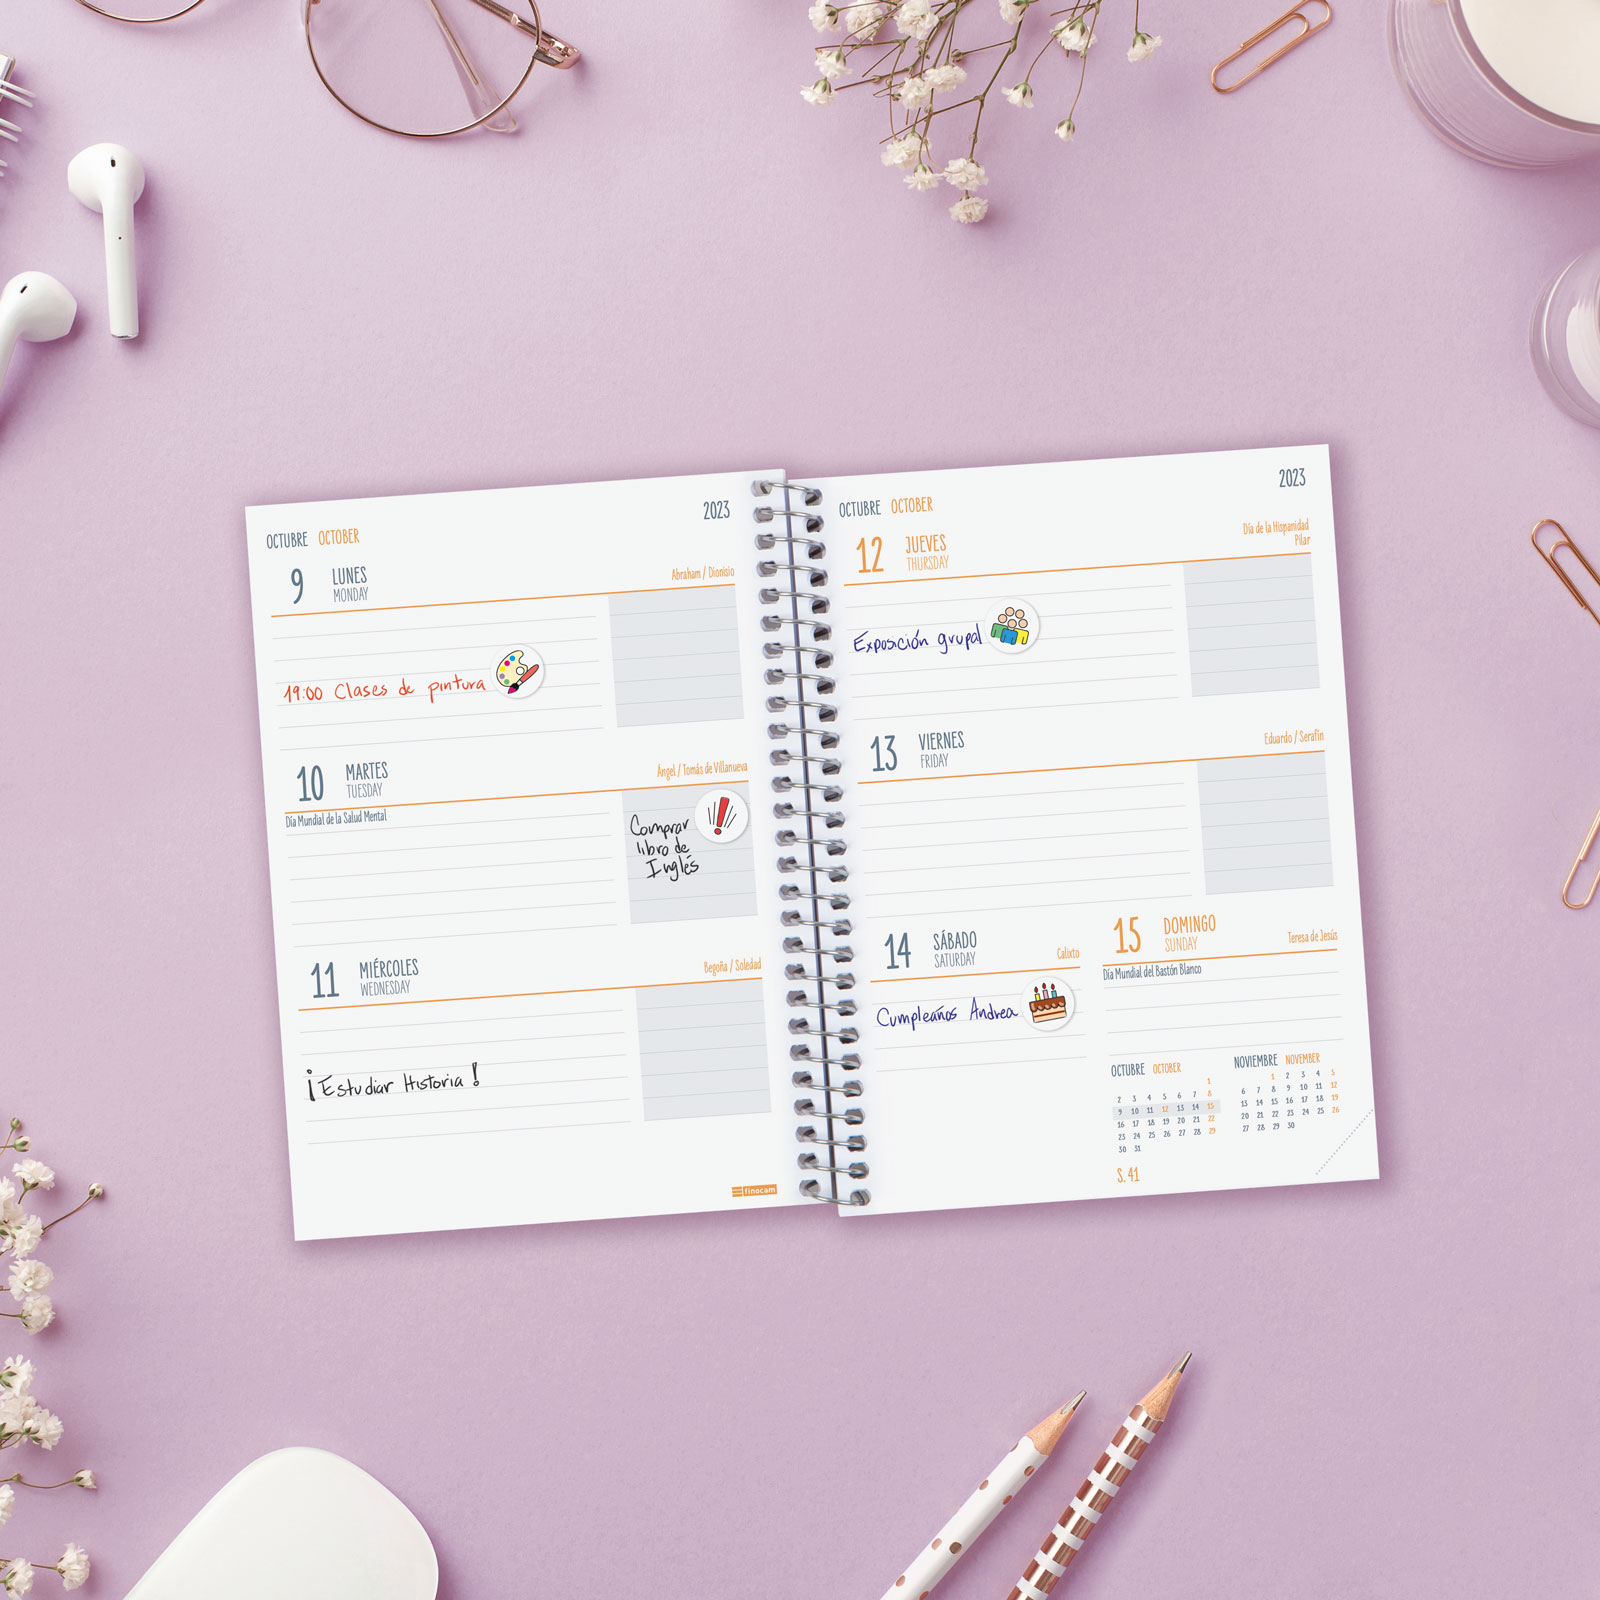 2023
OCTUBRE OCTOBER
9 LUNES
MONDAY
Abraham / Dionisio
19:00 Clases de pintura
10 MARTES
TUESDAY
Ángel / Tomás de Villanueva
Día Mundial de la Salud Mental
Comprar
libro de
Inglés
11 MIÉRCOLES
WEDNESDAY
Begoña / Soledad
¡Estudiar Historia!
finocam
2023
OCTUBRE OCTOBER
12 JUEVES
THURSDAY
Día de la Hispanidad
Pilar
Exposición grupal
13 VIERNES
FRIDAY
Eduardo / Serafín
14 SÁBADO
SATURDAY
Calixto
Cumpleaños Andrea
15 DOMINGO
SUNDAY
Teresa de Jesús
Día Mundial del Bastón Blanco
OCTUBRE OCTOBER
1
2 3 4 5 6 7 8
9 10 11 12 13 14 15
16 17 18 19 20 21 22
23 24 25 26 27 28 29
30 31
NOVIEMBRE NOVEMBER
1 2 3 4 5
6 7 8 9 10 11 12
13 14 15 16 17 18 19
20 21 22 23 24 25 26
27 28 29 30
S. 41